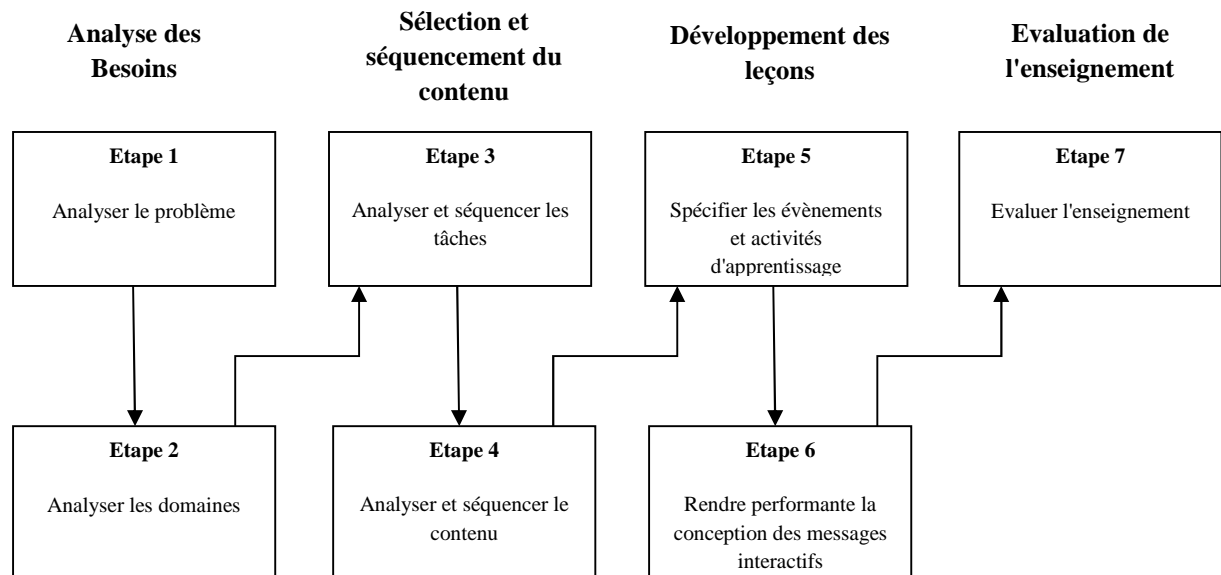 Analyse des
Besoins
Sélection et
séquencement du
contenu
Développement des
leçons
Evaluation de
l'enseignement
Etape 1
Analyser le problème
Etape 3
Analyser et séquencer les
tâches
Etape 5
Spécifier les évènements
et activités
d'apprentissage
Etape 7
Evaluer l'enseignement
Etape 2
Analyser les domaines
Etape 4
Analyser et séquencer le
contenu
Etape 6
Rendre performante la
conception des messages
interactifs